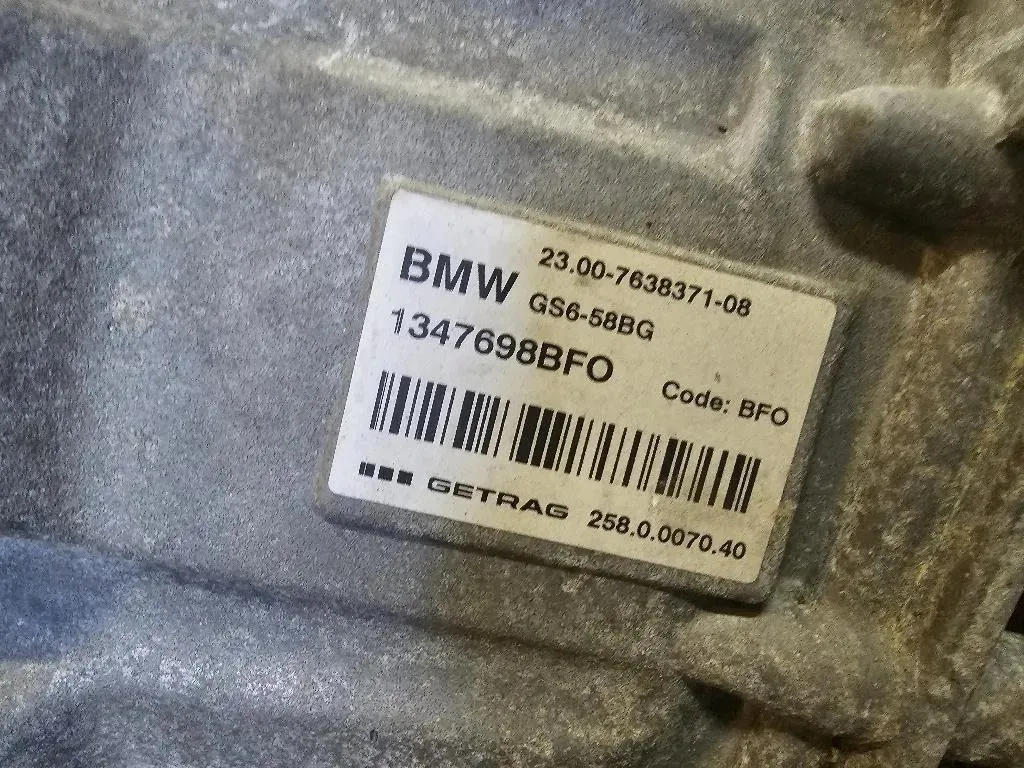 BMW 23.00-7638371-08
GS6-58BG
1347698BFO
Code: BFO
GETRAG 258.0.0070.40